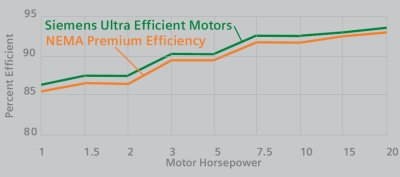 Siemens Ultra Efficient Motors
NEMA Premium Efficiency
Percent Efficient
95
90
85
80
1 1.5 2 3 5 7.5 10 15 20
Motor Horsepower